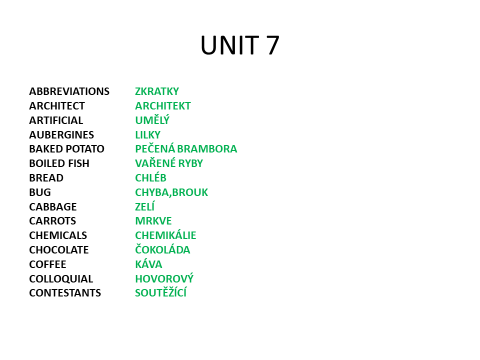 UNIT 7
ABBREVIATIONS ZKRATKY
ARCHITECT ARCHITEKT
ARTIFICIAL UMĚLÝ
AUBERGINES LILKY
BAKED POTATO PEČENÁ BRAMBORA
BOILED FISH VAŘENÉ RYBY
BREAD CHLÉB
BUG CHYBA,BROUK
CABBAGE ZELÍ
CARROTS MRKVE
CHEMICALS CHEMIKÁLIE
CHOCOLATE ČOKOLÁDA
COFFEE KÁVA
COLLOQUIAL HOVOROVÝ
CONTESTANTS SOUTĚŽÍCÍ